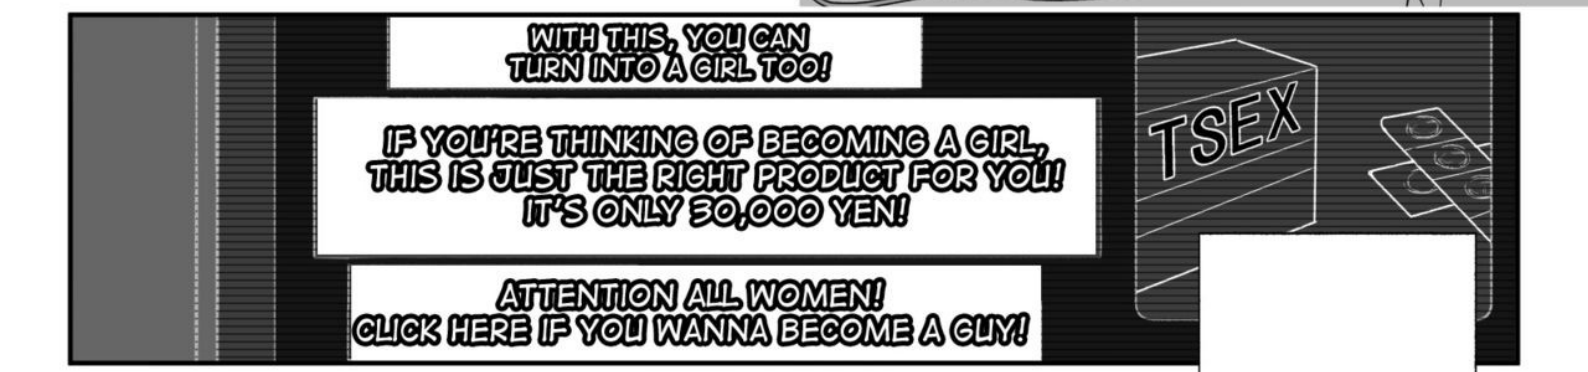 WITH THIS, YOU CAN
TURN INTO A GIRL TOO!
IF YOU'RE THINKING OF BECOMING A GIRL,
THIS IS JUST THE RIGHT PRODUCT FOR YOU!
IT'S ONLY 30,000 YEN!
ATTENTION ALL WOMEN!
CLICK HERE IF YOU WANNA BECOME A GUY!
TSEX